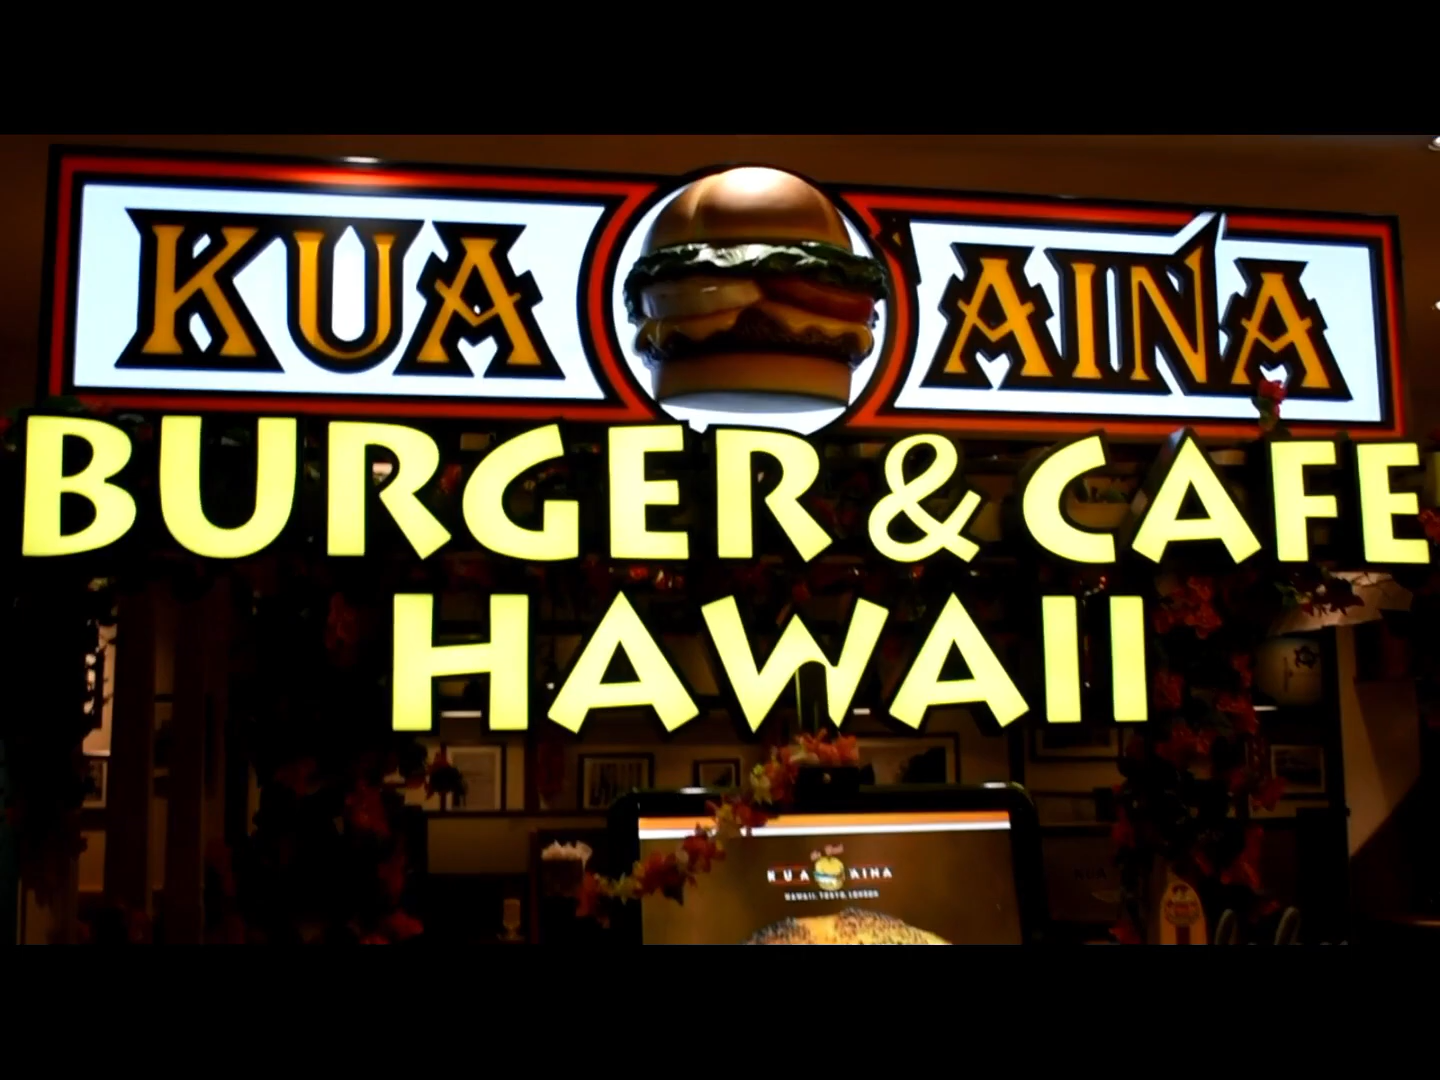 KUA AINA
BURGER & CAFE
HAWAII
KUA AINA
HAWAII, TOKYO, LONDON